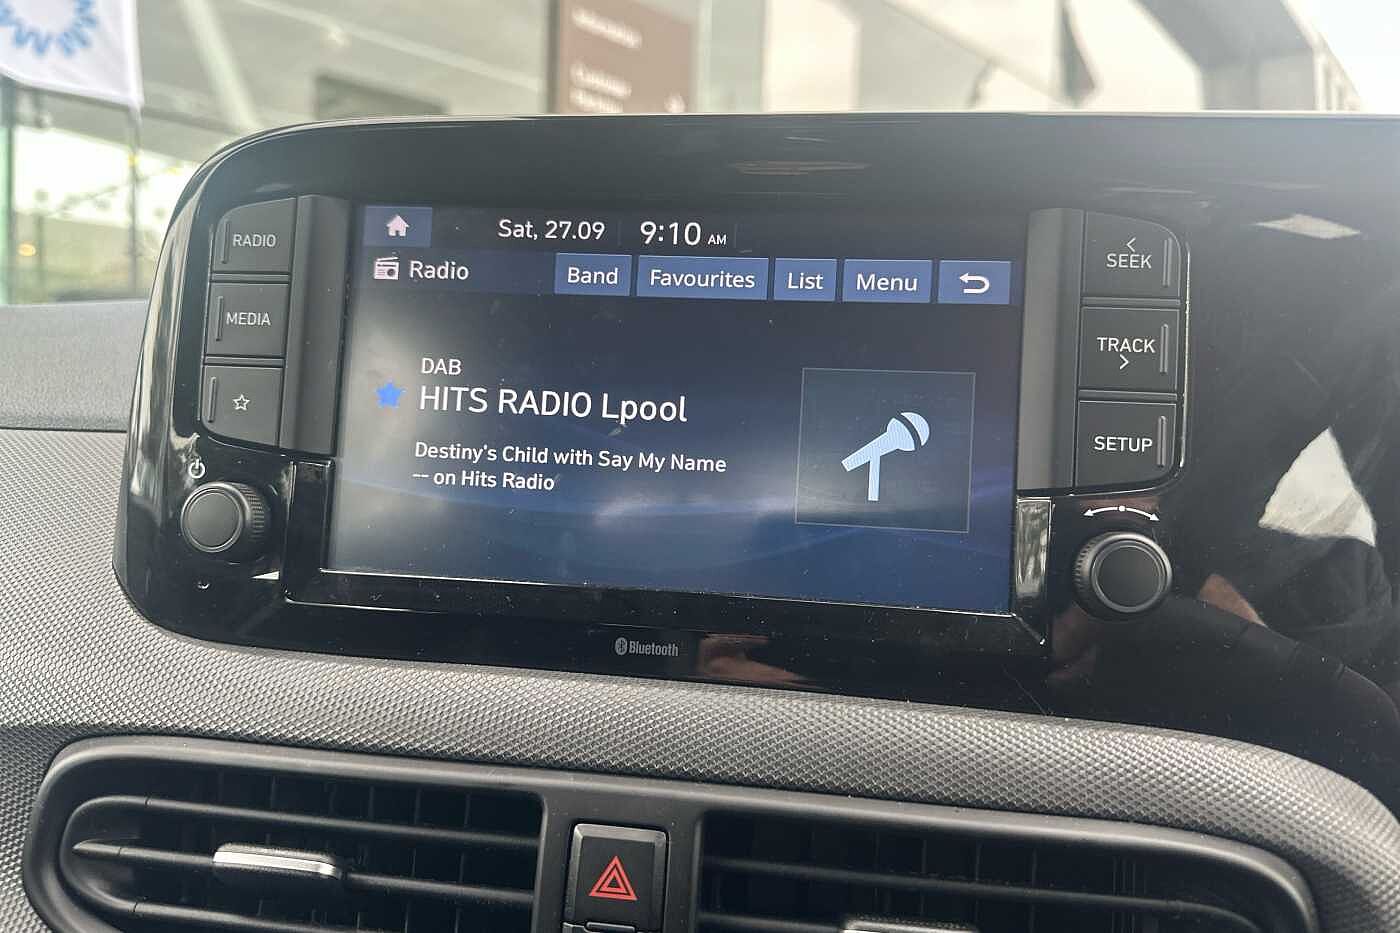 Sat, 27.09 9:10 AM
Radio Band Favourites List Menu
DAB
HITS RADIO Lpool
Destiny's Child with Say My Name
-- on Hits Radio
RADIO
MEDIA
SEEK
TRACK
SETUP
Bluetooth